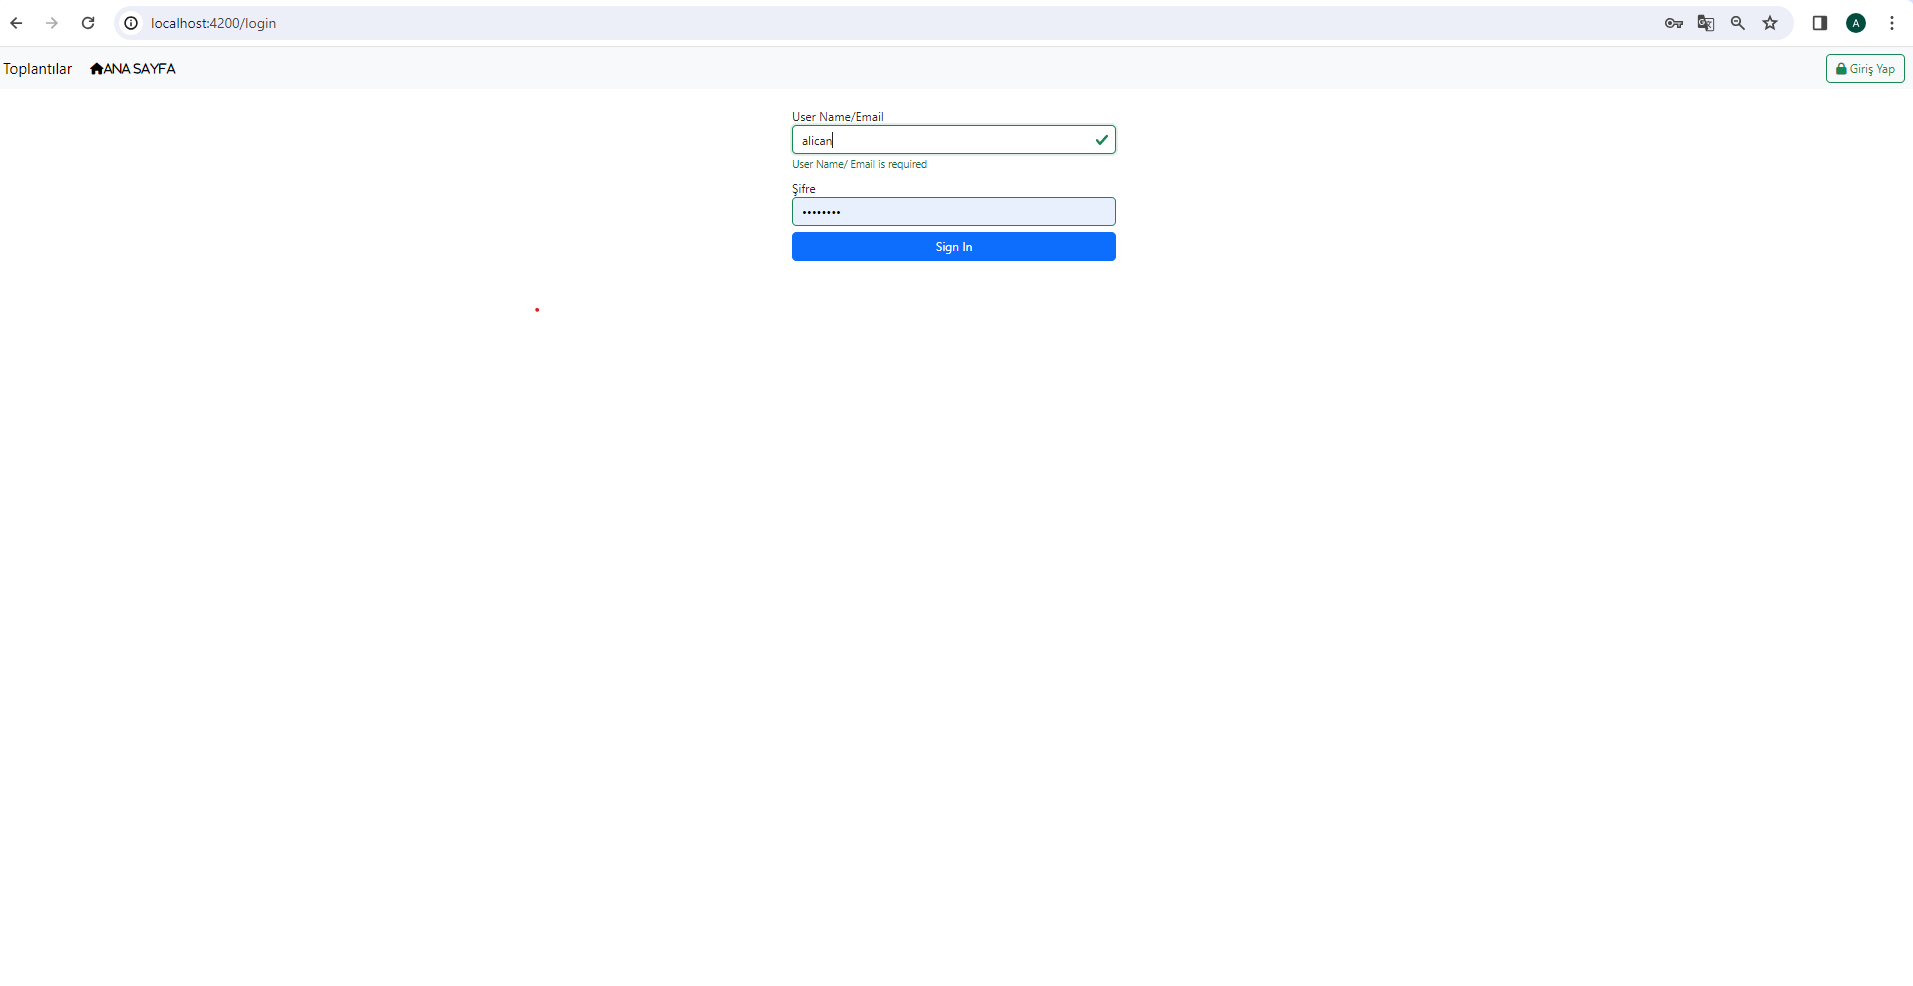 localhost:4200/login
A
Toplantılar ANA SAYFA Giriş Yap
User Name/Email
alican
User Name/ Email is required
Şifre
••••••••
Sign In